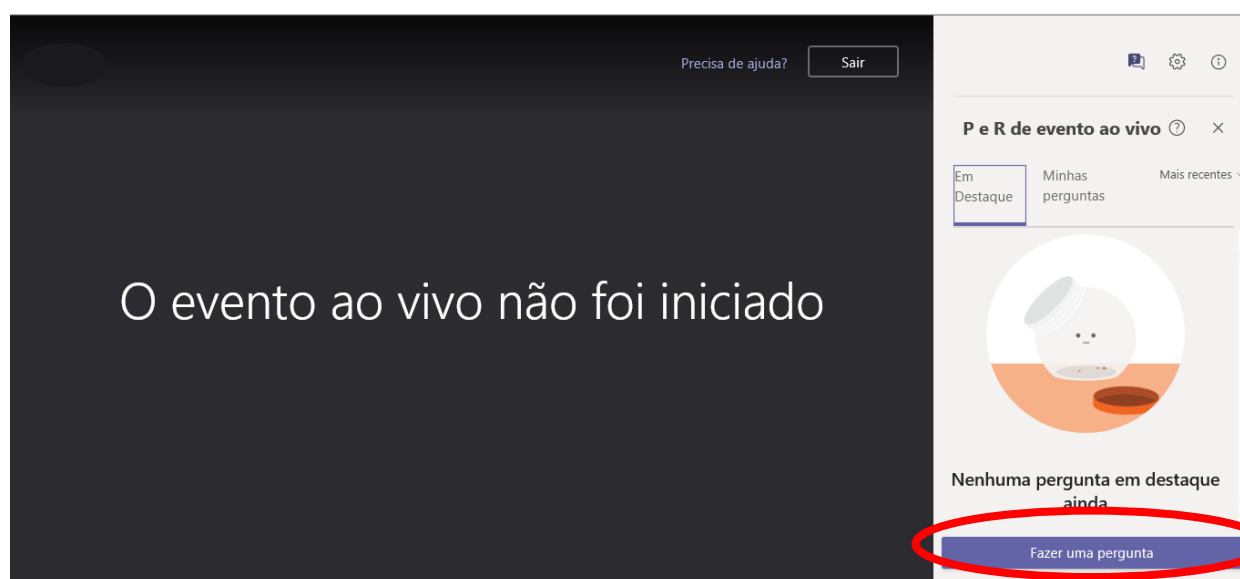 Precisa de ajuda?
Sair
O evento ao vivo não foi iniciado
P e R de evento ao vivo
Em
Destaque
Minhas
perguntas
Mais recentes
Nenhuma pergunta em destaque
ainda
Fazer uma pergunta